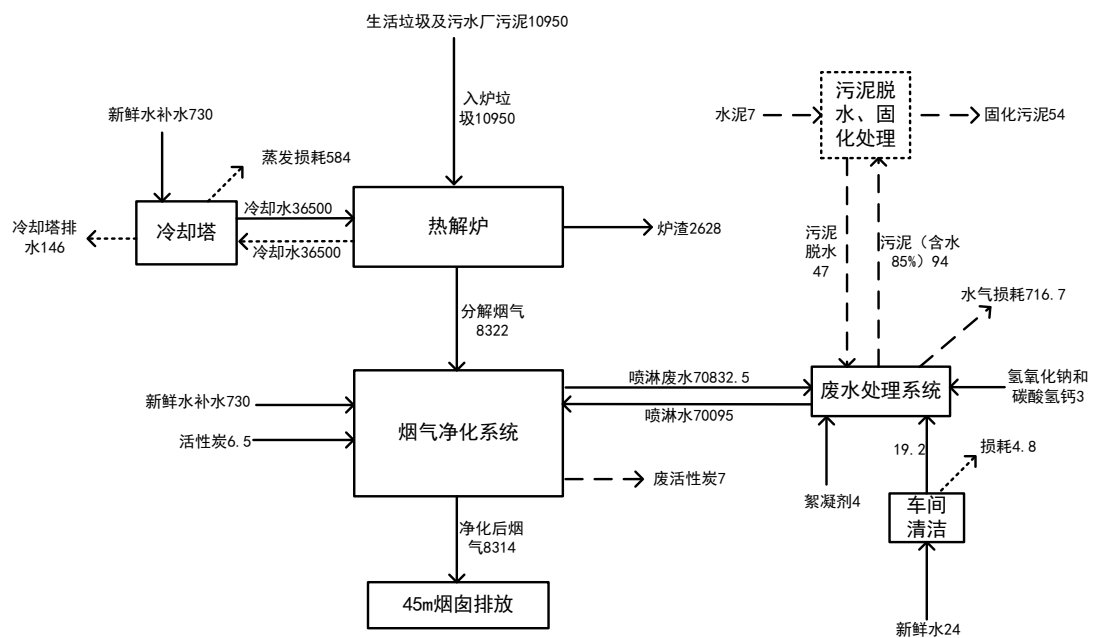 生活垃圾及污水厂污泥10950
入炉垃
圾10950
新鲜水补水730
蒸发损耗584
冷却塔排
水146
冷却塔
冷却水36500
冷却水36500
热解炉
炉渣2628
水泥7
污泥脱
水、固
化处理
固化污泥54
污泥
脱水
47
污泥（含水
85%）94
水气损耗716.7
分解烟气
8322
新鲜水补水730
活性炭6.5
烟气净化系统
喷淋废水70832.5
喷淋水70095
废水处理系统
氢氧化钠和
碳酸氢钙3
废活性炭7
絮凝剂4
19.2
损耗4.8
车间
清洁
新鲜水24
净化后烟
气8314
45m烟囱排放